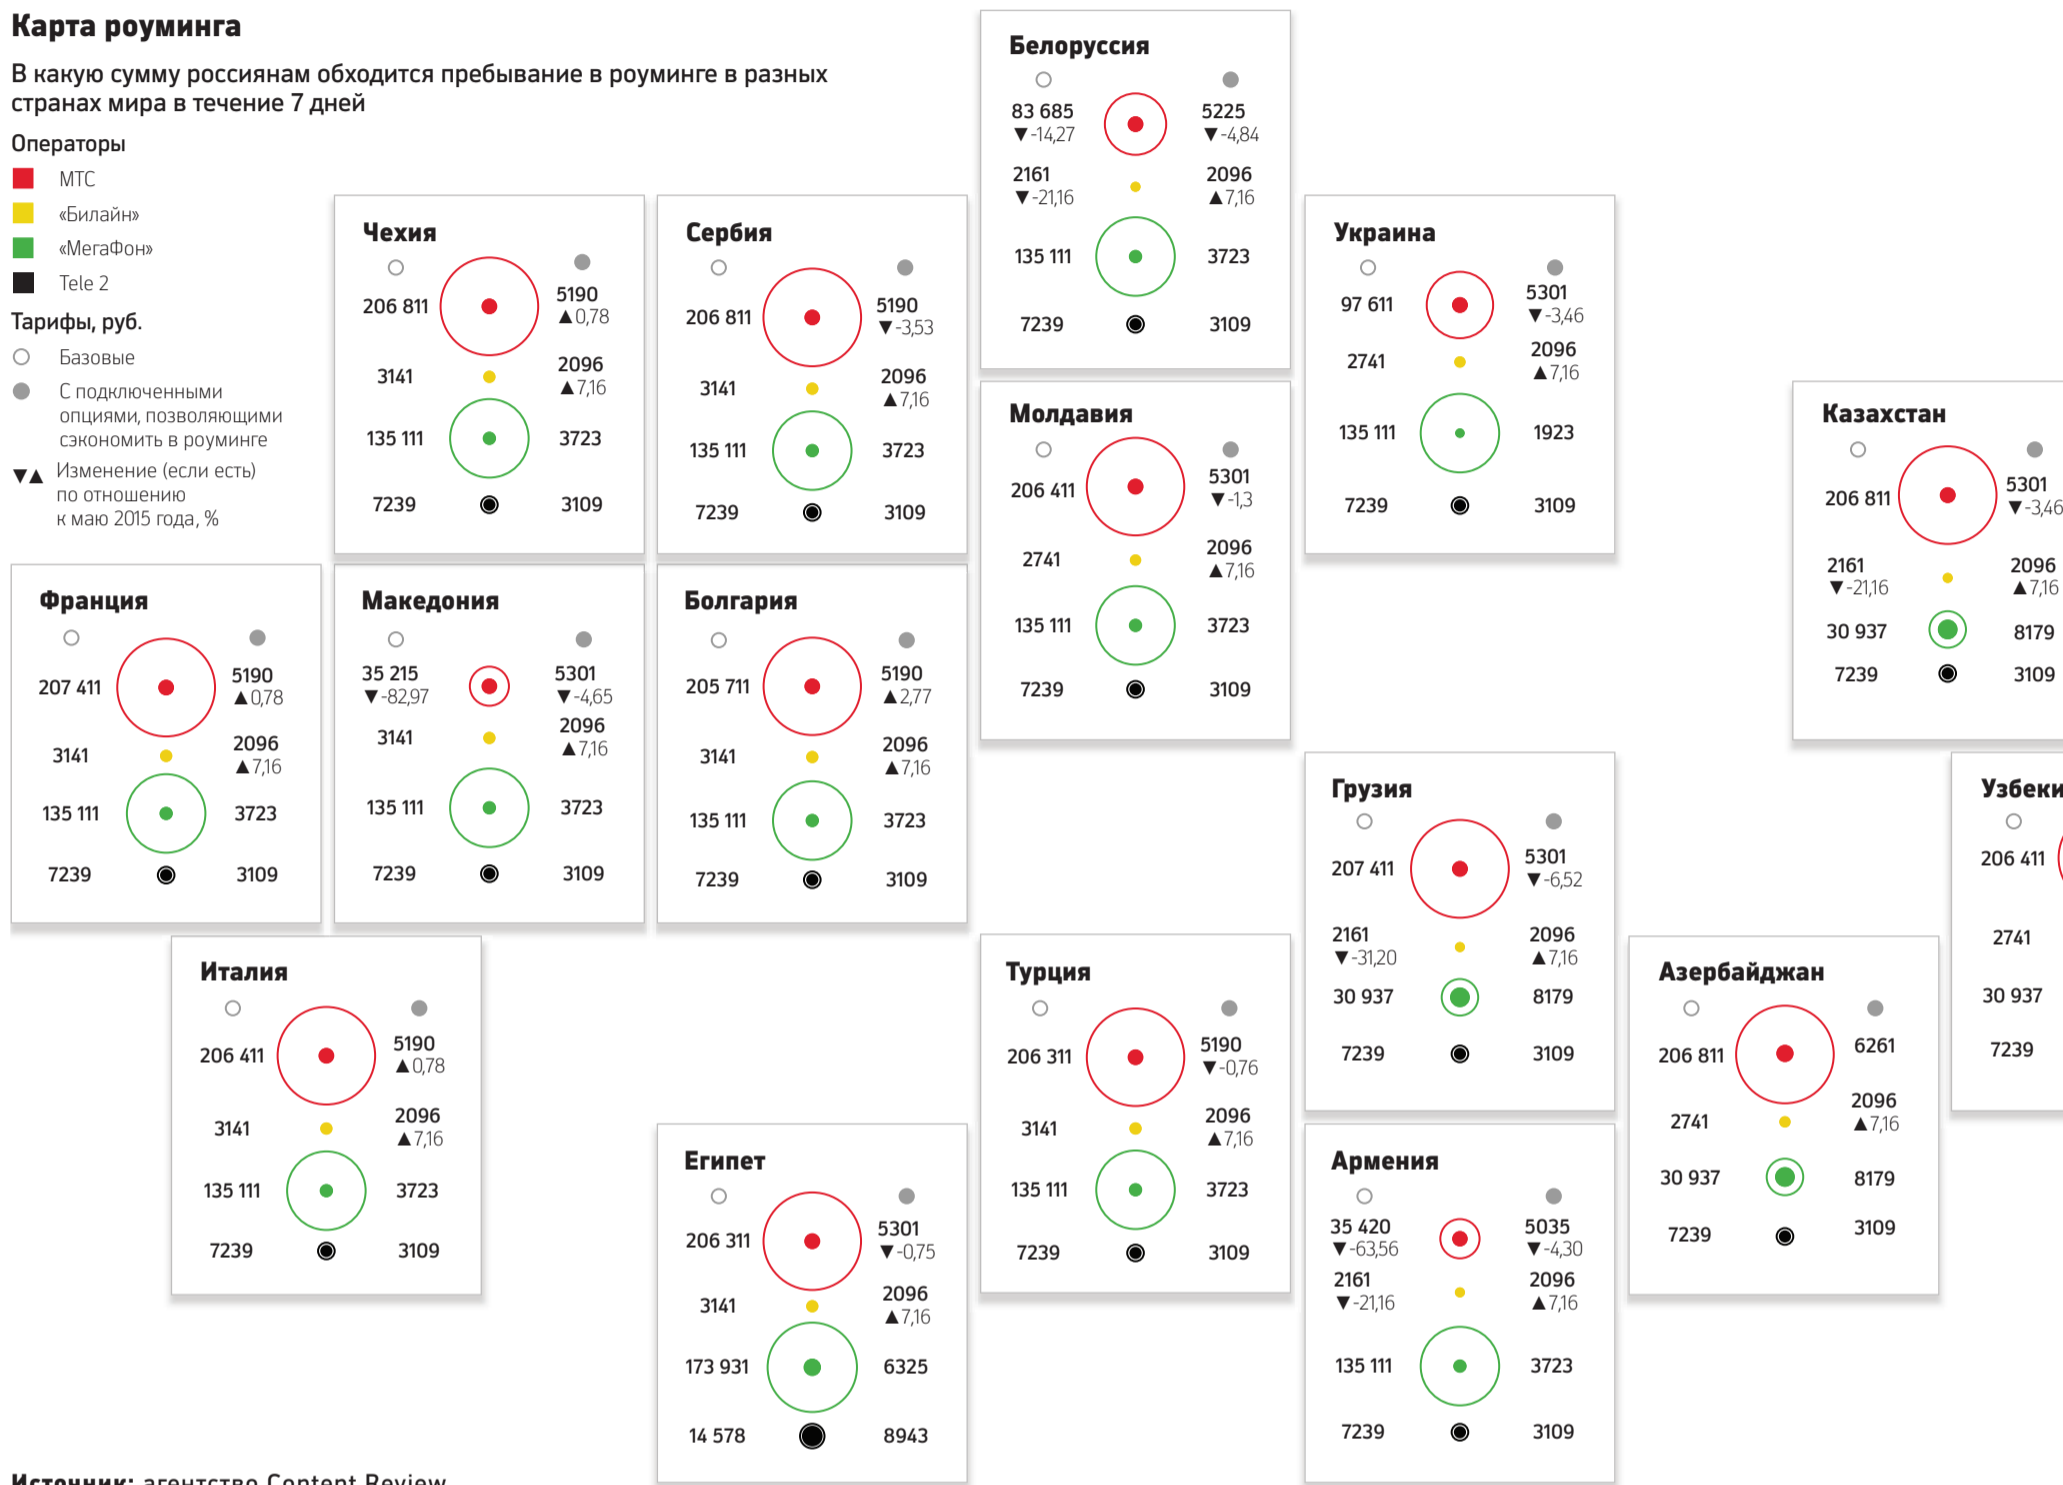 Карта роуминга
В какую сумму россиянам обходится пребывание в роуминге в разных
странах мира в течение 7 дней
Операторы
МТС
«Билайн»
«МегаФон»
Tele 2
Тарифы, руб.
Базовые
С подключенными
опциями, позволяющими
сэкономить в роуминге
▼▲ Изменение (если есть)
по отношению
к маю 2015 года, %
Белоруссия
83 685 5225
▼-14,27 ▼-4,84
2161 2096
▼-21,16 ▲7,16
135 111 3723
7239 3109
Чехия
206 811 5190
▲0,78
3141 2096
▲7,16
135 111 3723
7239 3109
Сербия
206 811 5190
▼-3,53
3141 2096
▲7,16
135 111 3723
7239 3109
Украина
97 611 5301
▼-3,46
2741 2096
▲7,16
135 111 1923
7239 3109
Молдавия
206 411 5301
▼-1,3
2741 2096
▲7,16
135 111 3723
7239 3109
Казахстан
206 811 5301
▼-3,46
2161 2096
▼-21,16 ▲7,16
30 937 8179
7239 3109
Франция
207 411 5190
▲0,78
3141 2096
▲7,16
135 111 3723
7239 3109
Македония
35 215 5301
▼-82,97 ▼-4,65
3141 2096
▲7,16
135 111 3723
7239 3109
Болгария
205 711 5190
▲2,77
3141 2096
▲7,16
135 111 3723
7239 3109
Грузия
207 411 5301
▼-6,52
2161 2096
▼-31,20 ▲7,16
30 937 8179
7239 3109
Узбеки
206 411
2741
30 937
7239
Италия
206 411 5190
▲0,78
3141 2096
▲7,16
135 111 3723
7239 3109
Турция
206 311 5190
▼-0,76
3141 2096
▲7,16
135 111 3723
7239 3109
Азербайджан
206 811 6261
2741 2096
▲7,16
30 937 8179
7239 3109
Египет
206 311 5301
▼-0,75
3141 2096
▲7,16
173 931 6325
14 578 8943
Армения
35 420 5035
▼-63,56 ▼-4,30
2161 2096
▼-21,16 ▲7,16
135 111 3723
7239 3109
Источник: агентство Content Review